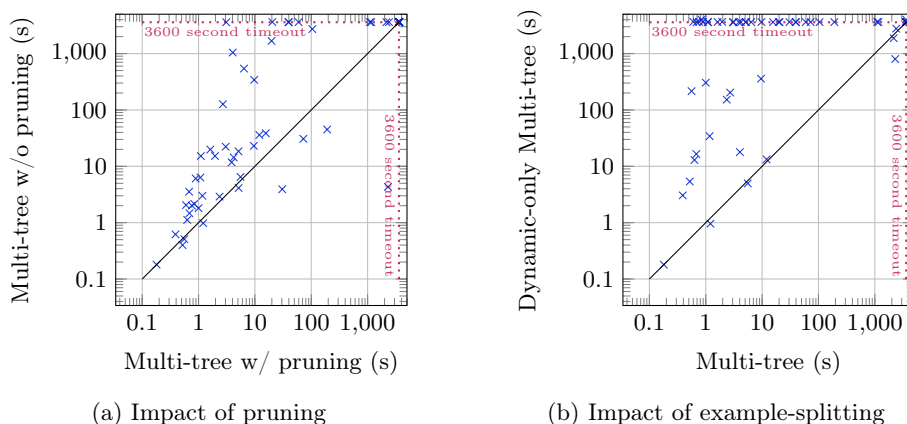 3600 second timeout
3600 second timeout
1,000
100
10
1
0.1
Multi-tree w/o pruning (s)
0.1 1 10 100 1,000
Multi-tree w/ pruning (s)
(a) Impact of pruning
3600 second timeout
3600 second timeout
1,000
100
10
1
0.1
Dynamic-only Multi-tree (s)
0.1 1 10 100 1,000
Multi-tree (s)
(b) Impact of example-splitting